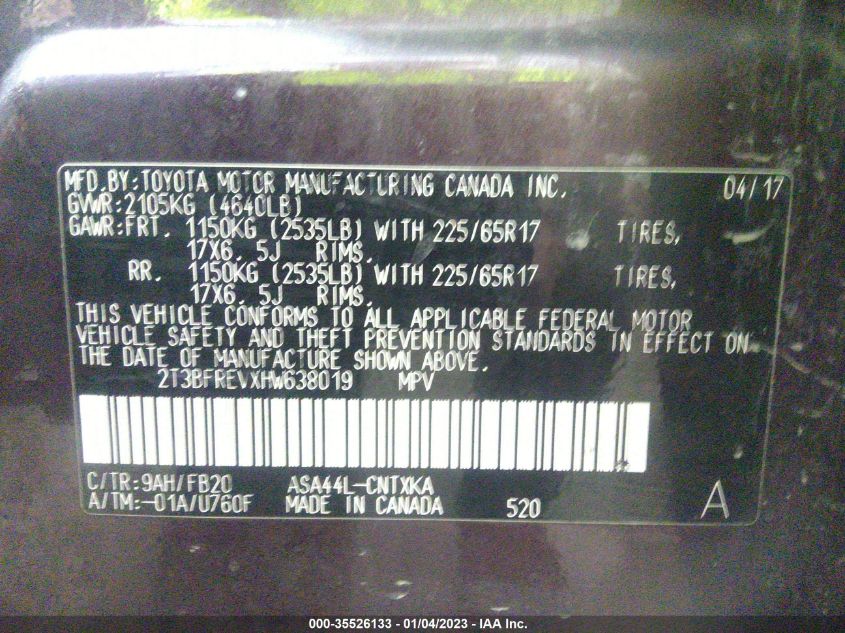 MFD. BY: TOYOTA MOTOR MANUFACTURING CANADA INC. 04/17
GVWR: 2105KG (4640LB)
GAWR: FRT. 1150KG (2535LB) WITH 225/65R17 TIRES,
17X6. 5J RIMS.
RR. 1150KG (2535LB) WITH 225/65R17 TIRES,
17X6. 5J RIMS.
THIS VEHICLE CONFORMS TO ALL APPLICABLE FEDERAL MOTOR
VEHICLE SAFETY AND THEFT PREVENTION STANDARDS IN EFFECT ON
THE DATE OF MANUFACTURE SHOWN ABOVE.
2T3BFREVXHW638019 MPV
C/TR: 9AH/FB20 ASA44L-CNTXKA
A/TM:-01A/U760F MADE IN CANADA 520 A
000-35526133 - 01/04/2023 - IAA Inc.